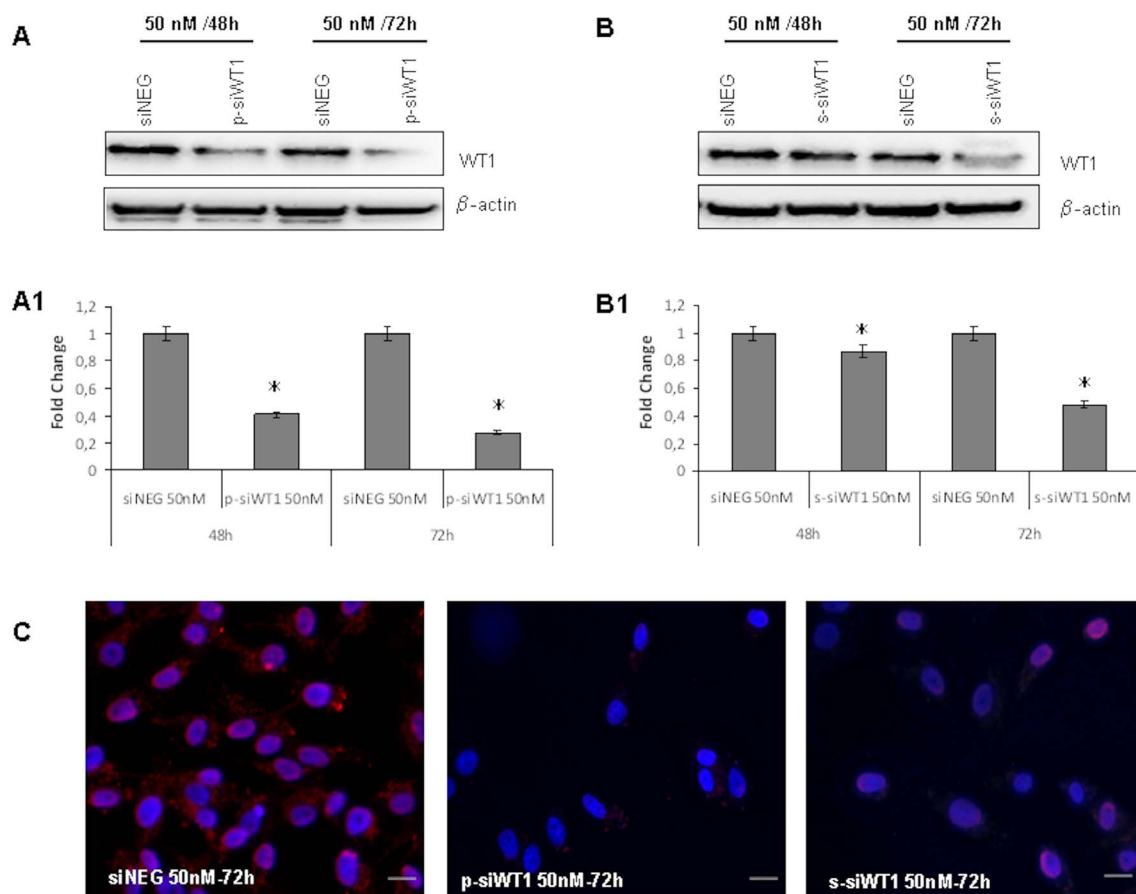 A
50 nM /48h
50 nM /72h
siNEG
p-siWT1
siNEG
p-siWT1
WT1
β-actin
B
50 nM /48h
50 nM /72h
siNEG
s-siWT1
siNEG
s-siWT1
WT1
β-actin
A1
Fold Change
1,2
1
0,8
0,6
0,4
0,2
0
*
*
siNEG 50nM
p-siWT1 50nM
siNEG 50nM
p-siWT1 50nM
48h
72h
B1
Fold Change
1,2
1
0,8
0,6
0,4
0,2
0
*
*
siNEG 50nM
s-siWT1 50nM
siNEG 50nM
s-siWT1 50nM
48h
72h
C
siNEG 50nM-72h
p-siWT1 50nM-72h
s-siWT1 50nM-72h